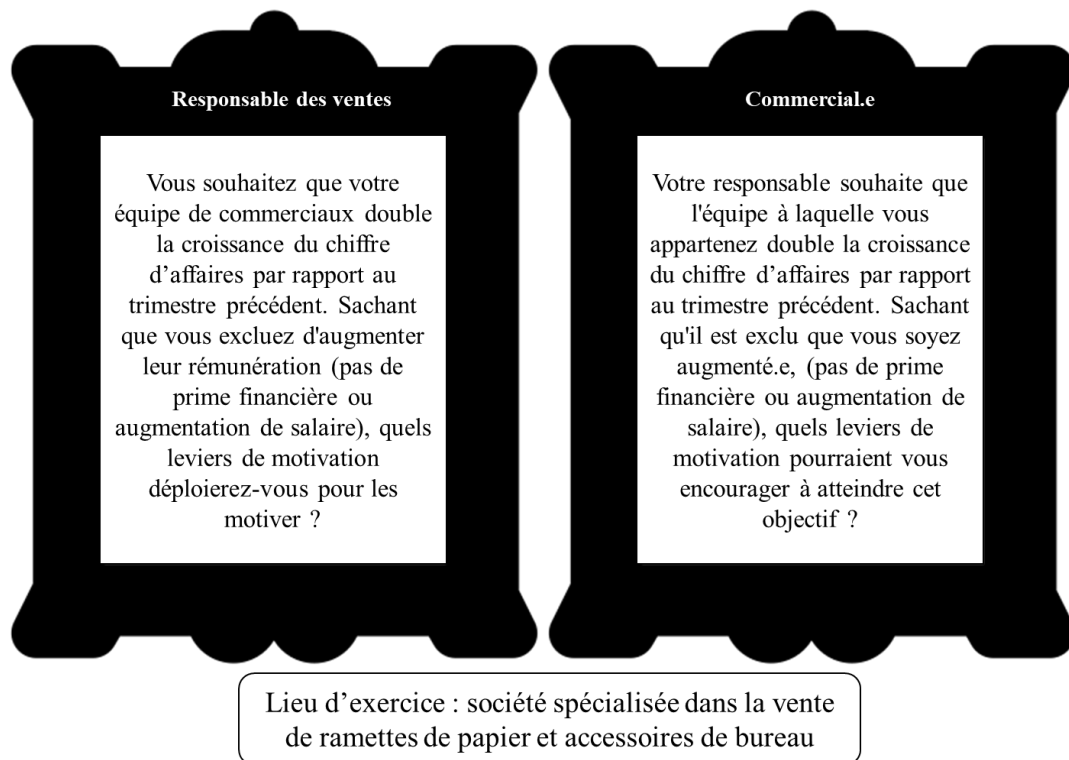 Responsable des ventes
Vous souhaitez que votre
équipe de commerciaux double
la croissance du chiffre
d’affaires par rapport au
trimestre précédent. Sachant
que vous excluez d'augmenter
leur rémunération (pas de
prime financière ou
augmentation de salaire), quels
leviers de motivation
déploierez-vous pour les
motiver ?
Commercial.e
Votre responsable souhaite que
l'équipe à laquelle vous
appartenez double la croissance
du chiffre d’affaires par rapport
au trimestre précédent. Sachant
qu'il est exclu que vous soyez
augmenté.e, (pas de prime
financière ou augmentation de
salaire), quels leviers de
motivation pourraient vous
encourager à atteindre cet
objectif ?
Lieu d’exercice : société spécialisée dans la vente
de ramettes de papier et accessoires de bureau